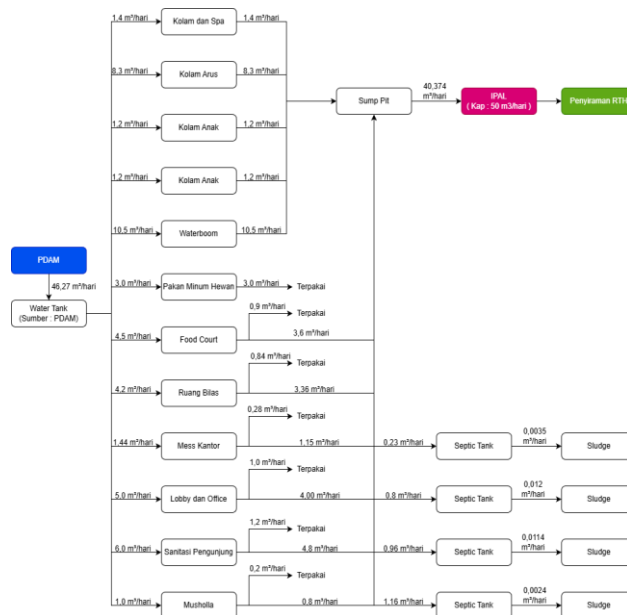 1,4 m³/hari
Kolam dan Spa
1,4 m³/hari
8,3 m³/hari
Kolam Arus
8,3 m³/hari
40,374
m³/hari
Sump Pit
IPAL
( Kap : 50 m3/hari )
Penyikaman RTH
1,2 m³/hari
Kolam Anak
1,2 m³/hari
1,2 m³/hari
Kolam Anak
1,2 m³/hari
10,5 m³/hari
Waterboom
10,5 m³/hari
PDAM
46,27 m³/hari
Water Tank
(Sumber : PDAM)
3,0 m³/hari
Pakan Minum Hewan
3,0 m³/hari
Terpakai
0,9 m³/hari
Terpakai
4,5 m³/hari
Food Court
3,6 m³/hari
0,84 m³/hari
Terpakai
4,2 m³/hari
Ruang Bilas
3,36 m³/hari
0,28 m³/hari
Terpakai
1,44 m³/hari
Mess Kantor
1,15 m³/hari
0,23 m³/hari
Septic Tank
0,0035
m³/hari
Sludge
1,0 m³/hari
Terpakai
5,0 m³/hari
Lobby dan Office
4,00 m³/hari
0,8 m³/hari
Septic Tank
0,012
m³/hari
Sludge
1,2 m³/hari
Terpakai
6,0 m³/hari
Sanitasi Pengunjung
4,8 m³/hari
0,96 m³/hari
Septic Tank
0,0114
m³/hari
Sludge
0,2 m³/hari
Terpakai
1,0 m³/hari
Musholla
0,8 m³/hari
1,16 m³/hari
Septic Tank
0,0024
m³/hari
Sludge